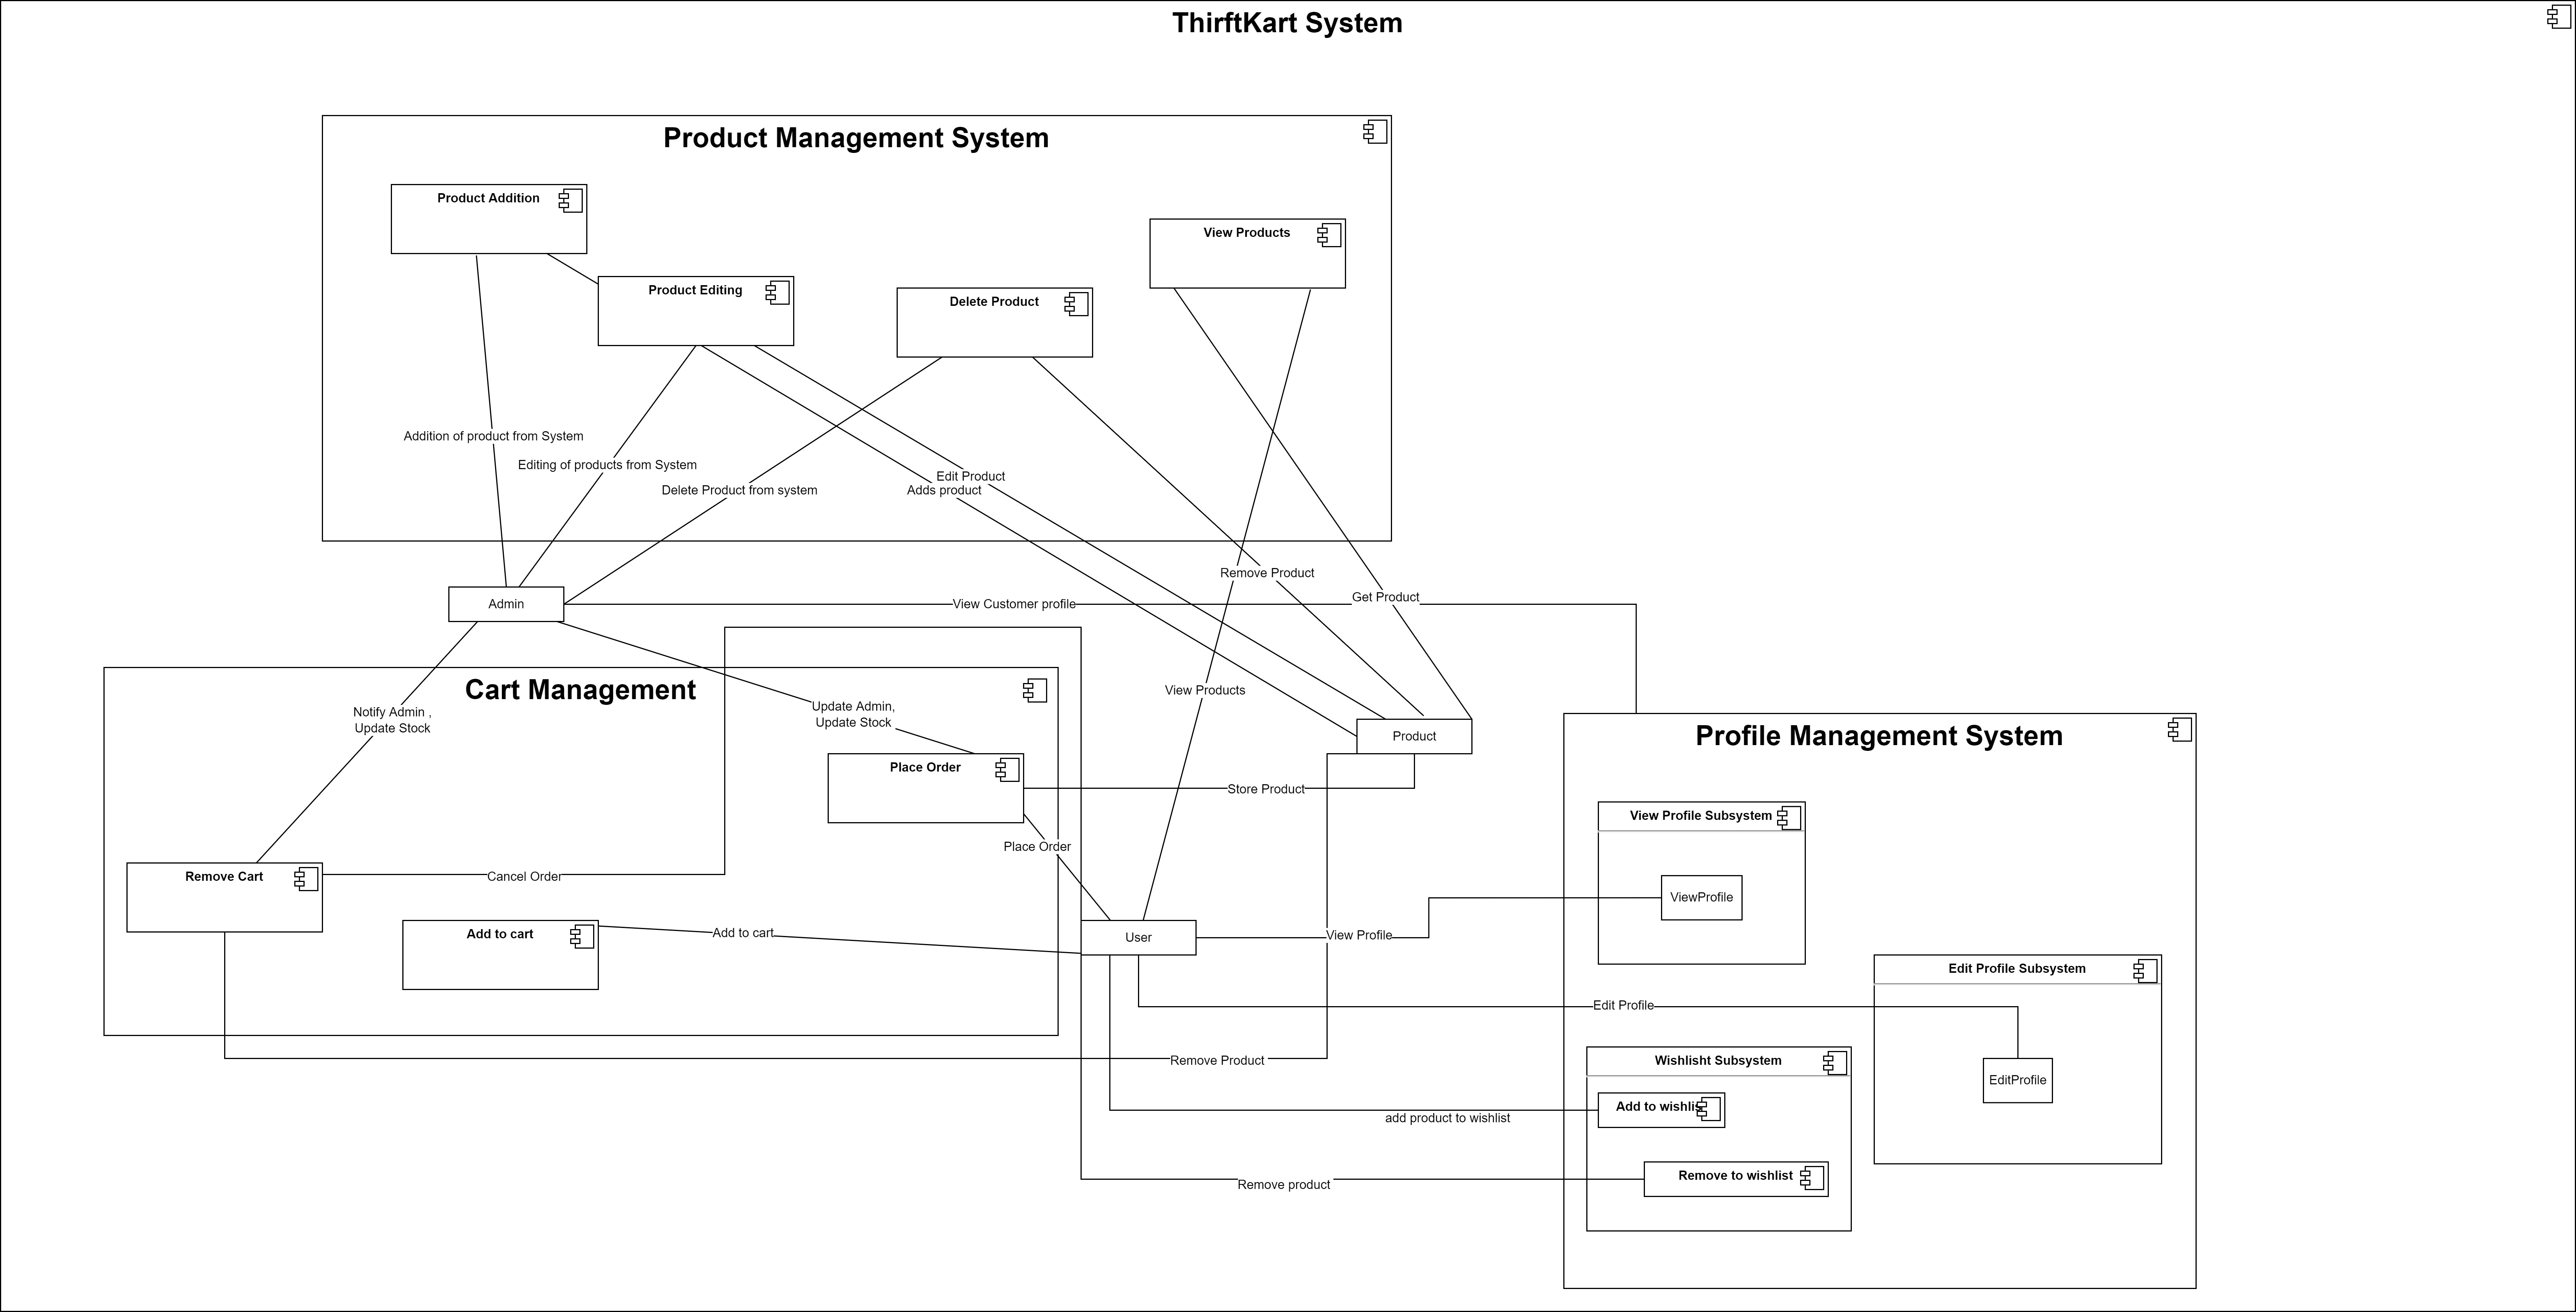 ThirftKart System
Product Management System
Product Addition
View Products
Product Editing
Delete Product
Addition of product from System
Editing of products from System
Delete Product from system
Edit Product
Adds product
Remove Product
Get Product
Admin
View Customer profile
Cart Management
Notify Admin ,
Update Stock
Update Admin,
Update Stock
View Products
Product
Profile Management System
Place Order
Store Product
View Profile Subsystem
Place Order
Remove Cart
Cancel Order
ViewProfile
Add to cart
Add to cart
User
View Profile
Edit Profile Subsystem
Edit Profile
Remove Product
Wishlisht Subsystem
EditProfile
Add to wishlis
add product to wishlist
Remove to wishlist
Remove product